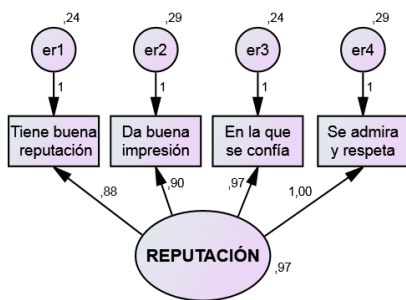 ,24
,29
,24
,29
er1
er2
er3
er4
1
1
1
1
Tiene buena
reputación
Da buena
impresión
En la que
se confía
Se admira
y respeta
,88
,90
,97
1,00
REPUTACIÓN
,97